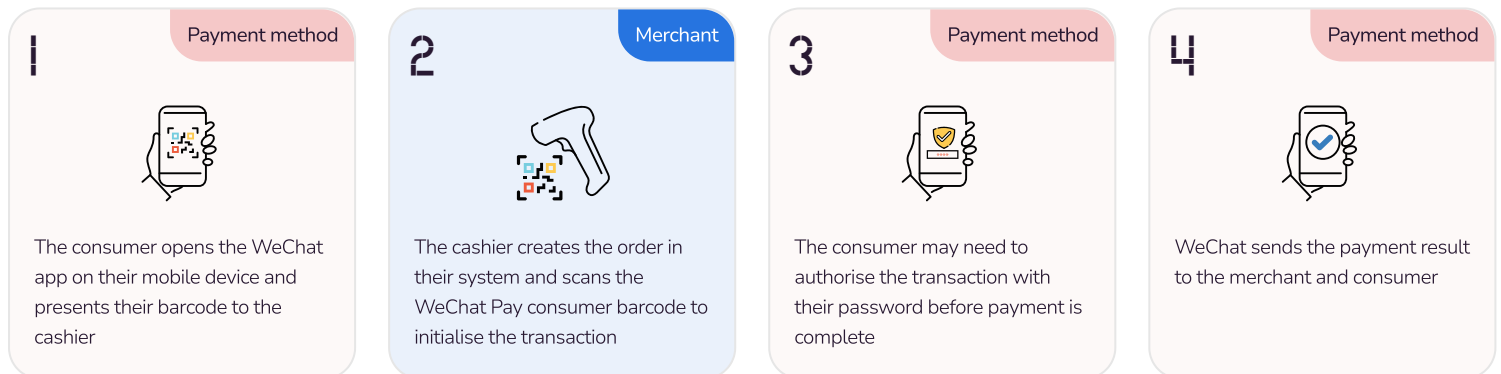 1
Payment method
The consumer opens the WeChat
app on their mobile device and
presents their barcode to the
cashier
2
Merchant
The cashier creates the order in
their system and scans the
WeChat Pay consumer barcode to
initialise the transaction
3
Payment method
The consumer may need to
authorise the transaction with
their password before payment is
complete
4
Payment method
WeChat sends the payment result
to the merchant and consumer